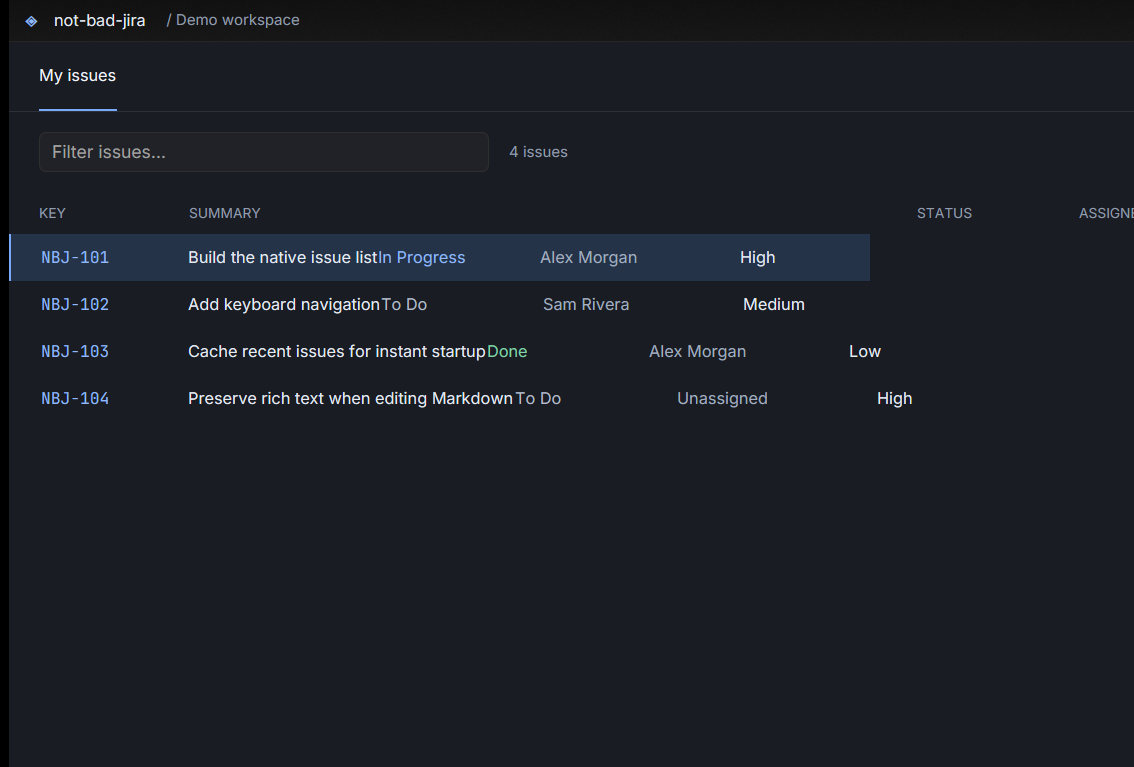 not-bad-jira / Demo workspace
My issues
Filter issues...
4 issues
KEY SUMMARY STATUS ASSIGNE
NBJ-101 Build the native issue list In Progress Alex Morgan High
NBJ-102 Add keyboard navigation To Do Sam Rivera Medium
NBJ-103 Cache recent issues for instant startup Done Alex Morgan Low
NBJ-104 Preserve rich text when editing Markdown To Do Unassigned High